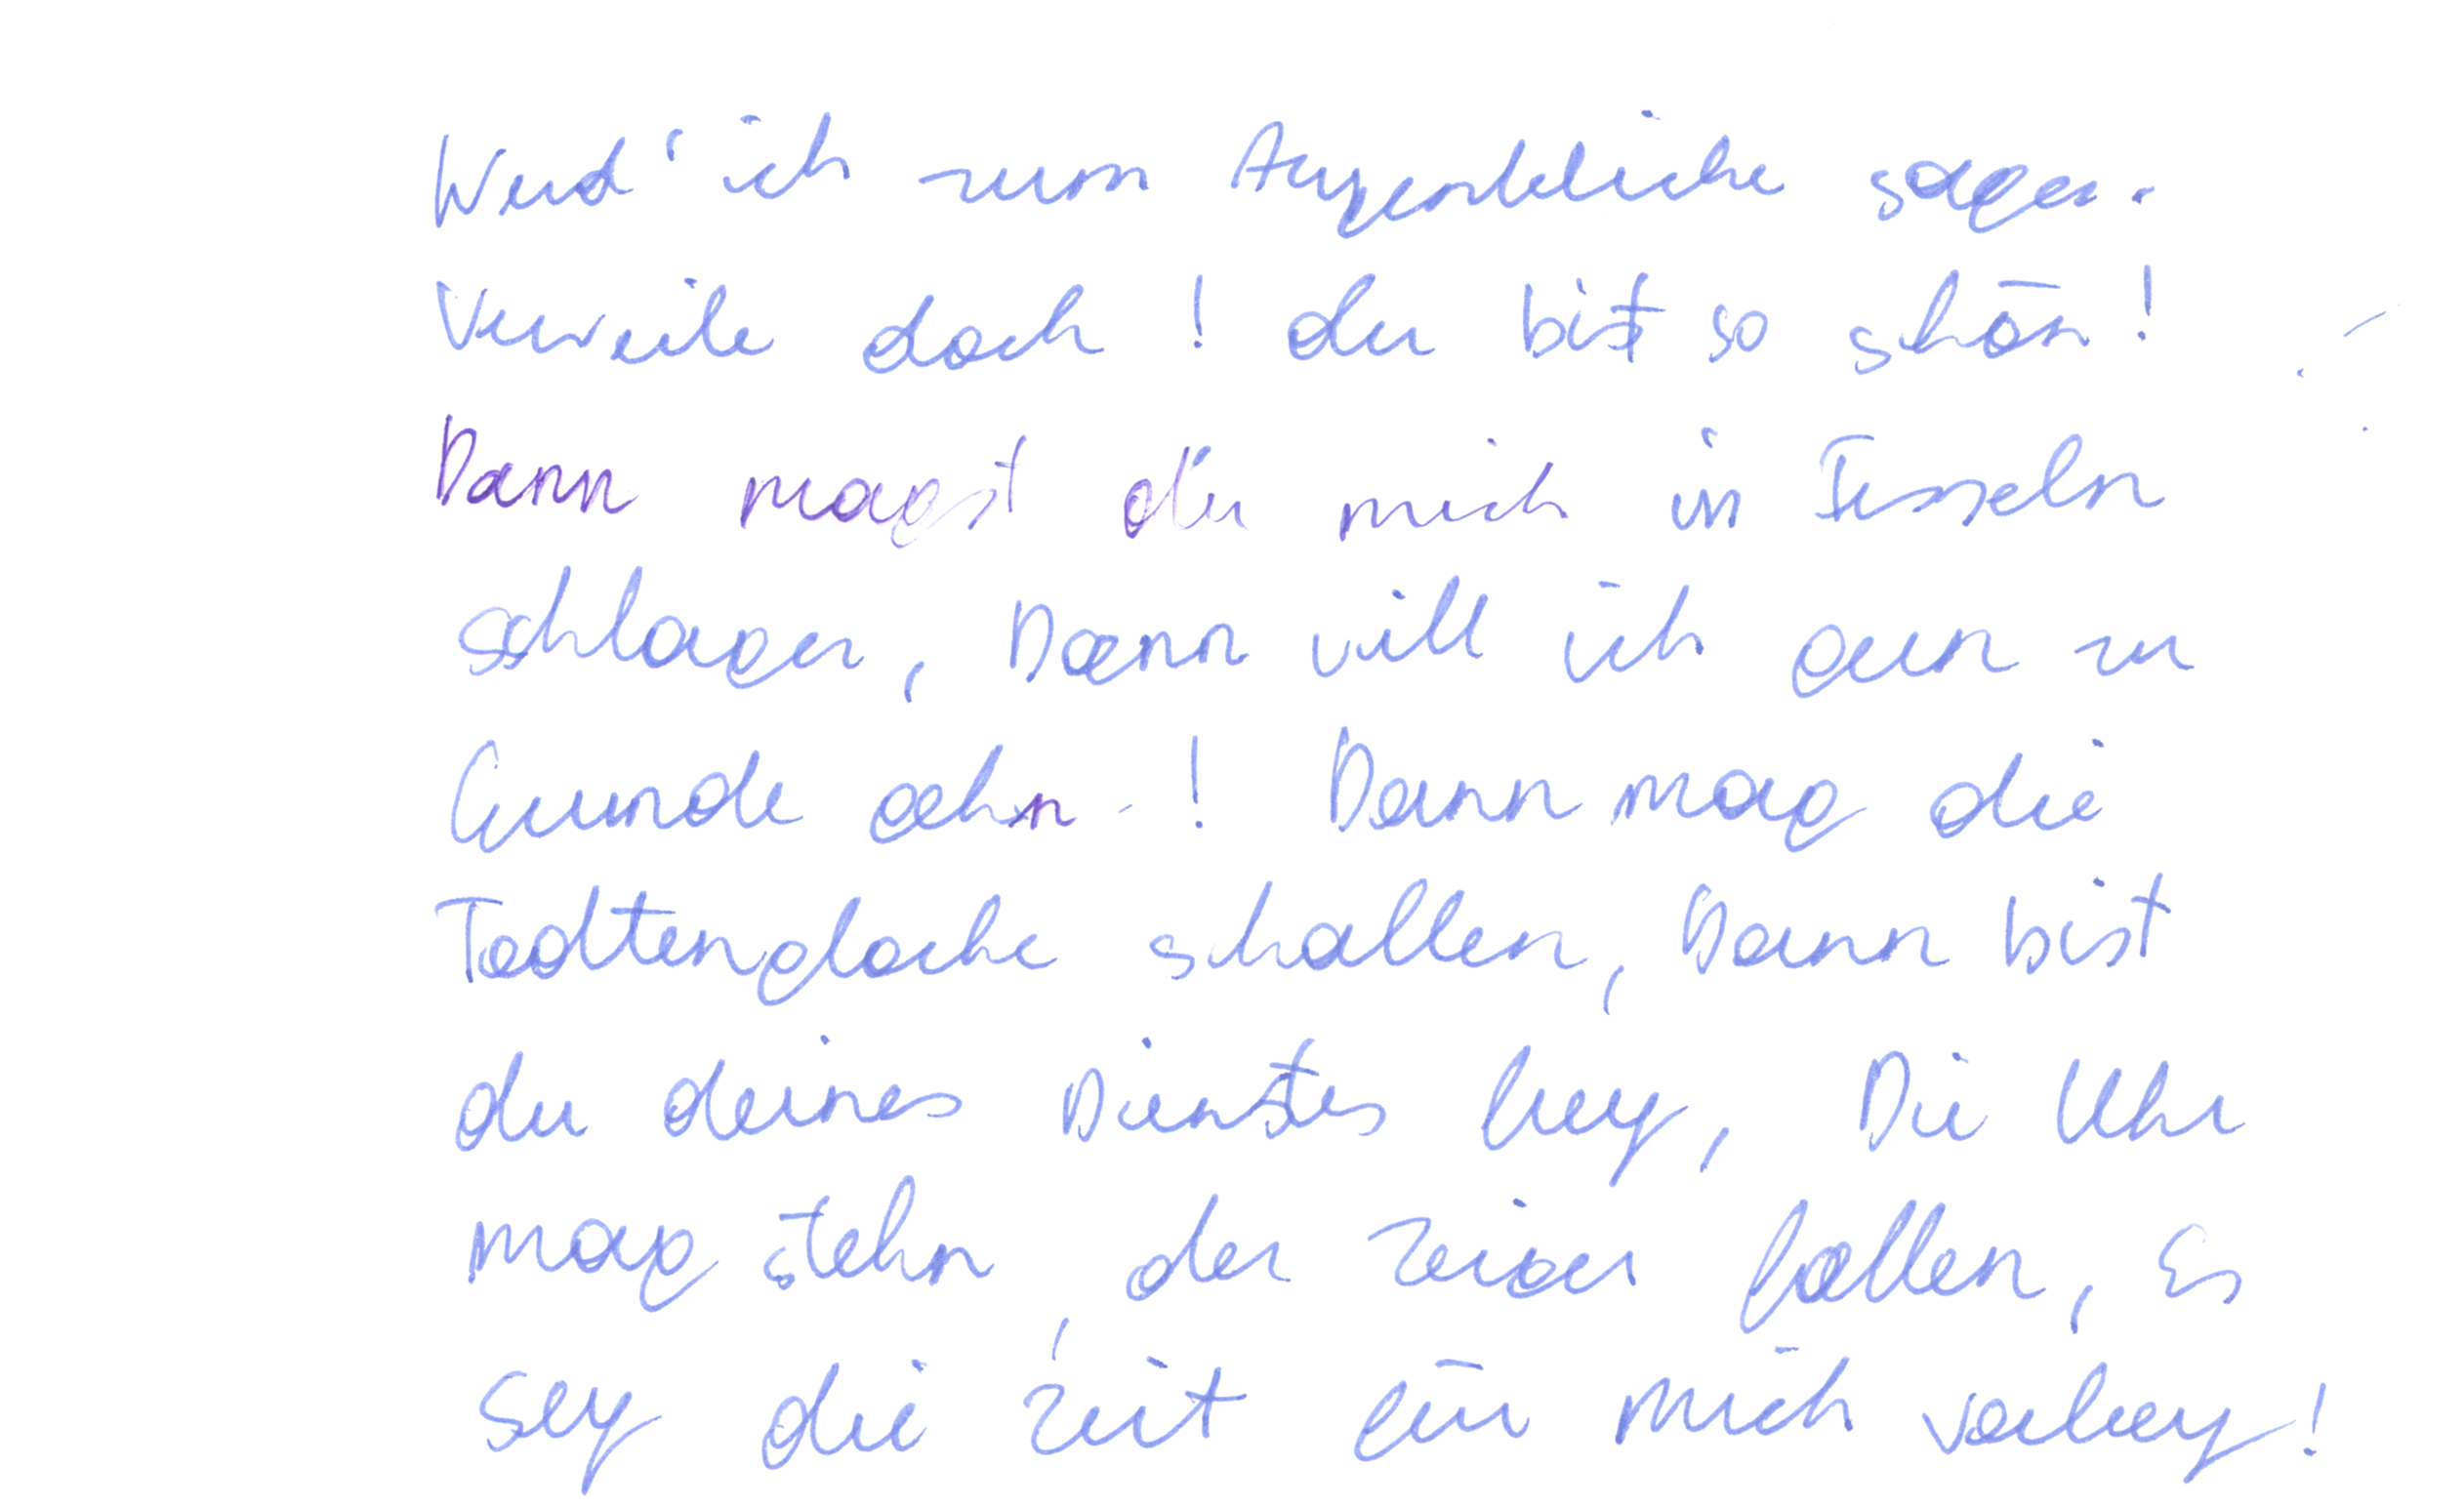 Werd' ich zum Augenblicke sagen.
Verweile doch! du bist so schön!
Dann magst du mich in Fesseln
schlagen, Dann will ich gern zu
Grunde gehn-! Dann mag die
Todtenglocke schallen, Dann bist
du deines Dienstes frey, Die Uhr
mag stehn, der Zeiger fallen, Es
sey die Zeit für mich vorbey!